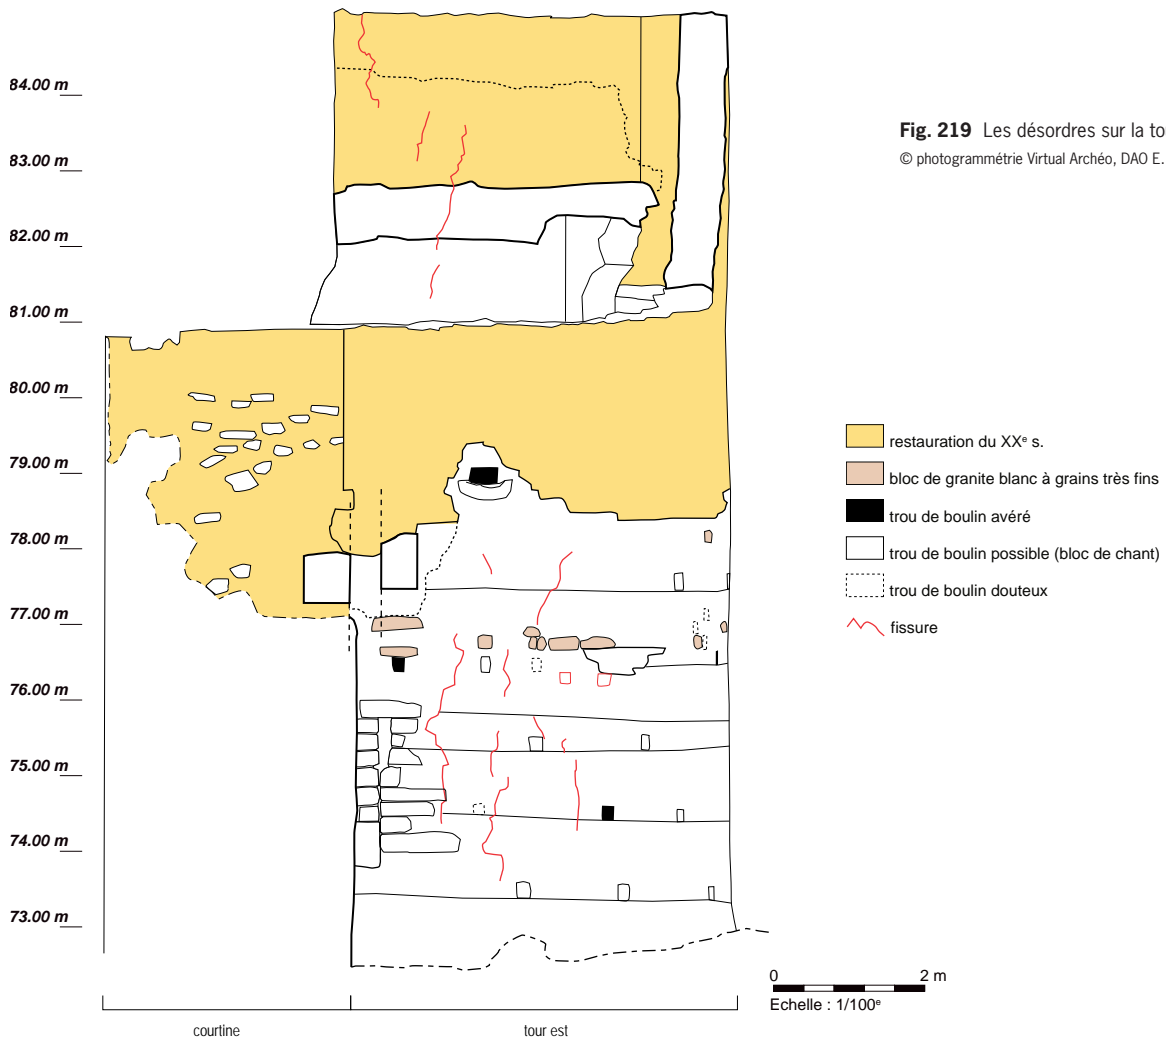 84.00 m
83.00 m
82.00 m
81.00 m
80.00 m
79.00 m
78.00 m
77.00 m
76.00 m
75.00 m
74.00 m
73.00 m
Fig. 219 Les désordres sur la to
© photogrammétrie Virtual Archéo, DAO E.
restauration du XXᵉ s.
bloc de granite blanc à grains très fins
trou de boulin avéré
trou de boulin possible (bloc de chant)
trou de boulin douteux
fissure
0 2 m
Echelle : 1/100ᵉ
courtine tour est